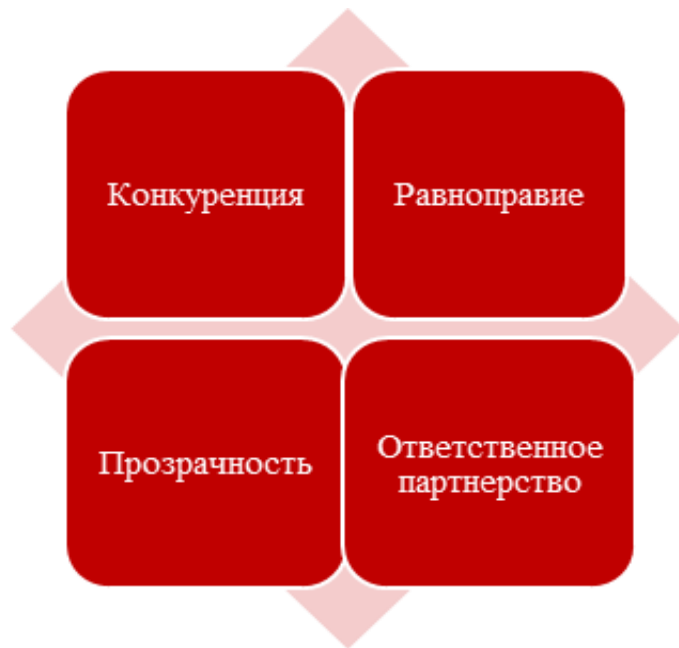 Конкуренция
Равноправие
Прозрачность
Ответственное
партнерство